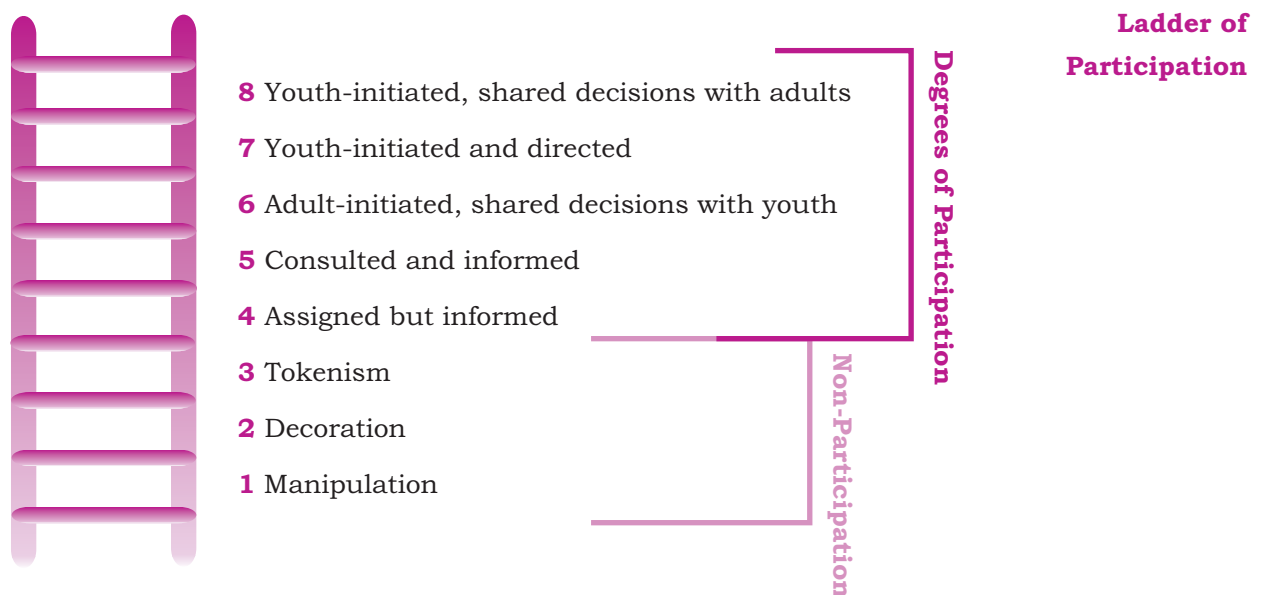 Ladder of
Participation
8 Youth-initiated, shared decisions with adults
7 Youth-initiated and directed
6 Adult-initiated, shared decisions with youth
5 Consulted and informed
4 Assigned but informed
3 Tokenism
2 Decoration
1 Manipulation
Degrees of Participation
Non-Participation